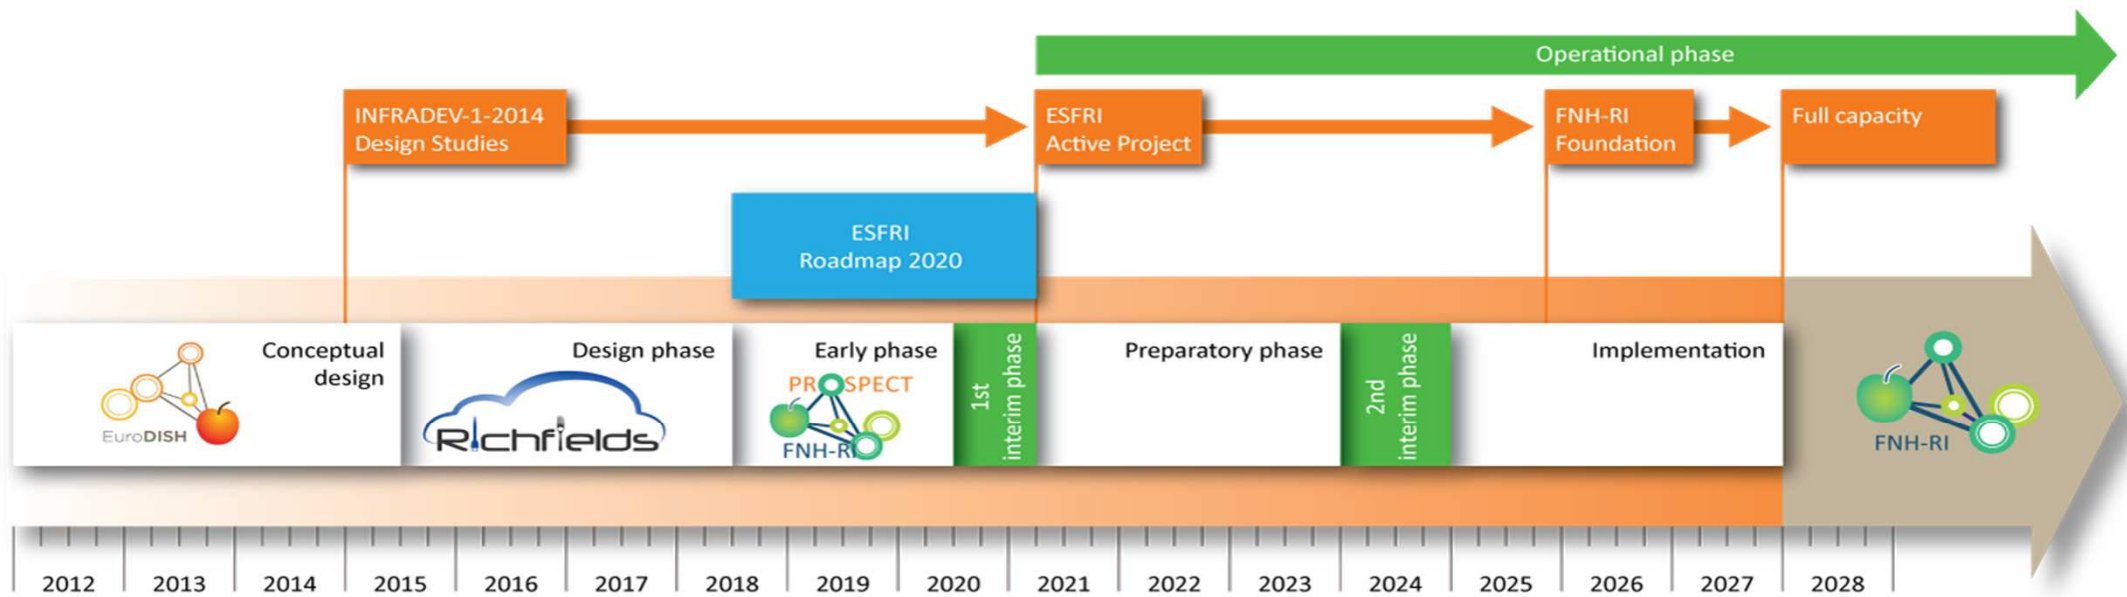 Operational phase
INFRADEV-1-2014
Design Studies
ESFRI
Active Project
FNH-RI
Foundation
Full capacity
ESFRI
Roadmap 2020
Conceptual
design
EuroDISH
Design phase
Richfields
Early phase
PROSPECT
FNH-RI
1st
interim phase
Preparatory phase
2nd
interim phase
Implementation
FNH-RI
2012 2013 2014 2015 2016 2017 2018 2019 2020 2021 2022 2023 2024 2025 2026 2027 2028